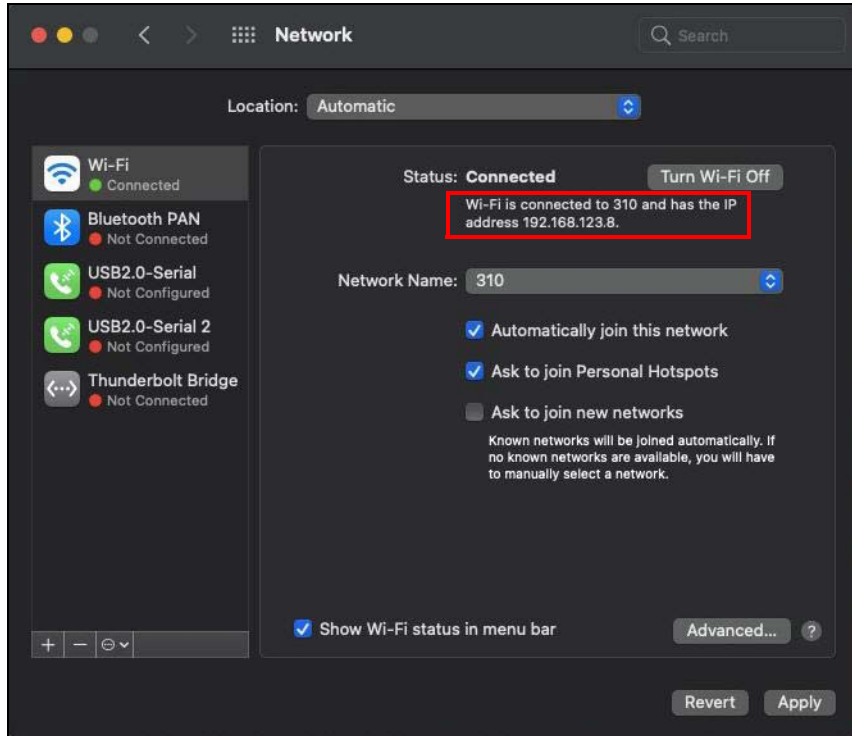 Network
Search
Location: Automatic
Wi-Fi
Connected
Bluetooth PAN
Not Connected
USB2.0-Serial
Not Configured
USB2.0-Serial 2
Not Configured
Thunderbolt Bridge
Not Connected
Status: Connected
Turn Wi-Fi Off
Wi-Fi is connected to 310 and has the IP
address 192.168.123.8.
Network Name: 310
Automatically join this network
Ask to join Personal Hotspots
Ask to join new networks
Known networks will be joined automatically. If
no known networks are available, you will have
to manually select a network.
Show Wi-Fi status in menu bar
Advanced...
?
Revert
Apply